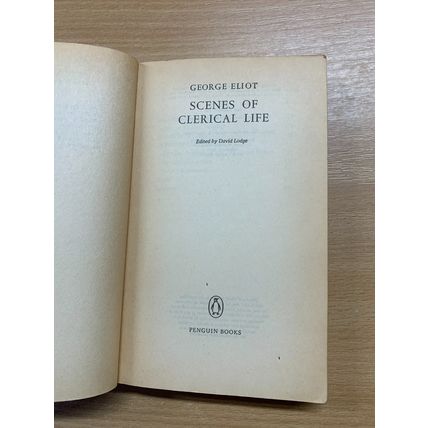 GEORGE ELIOT
SCENES OF
CLERICAL LIFE
Edited by David Lodge
PENGUIN BOOKS